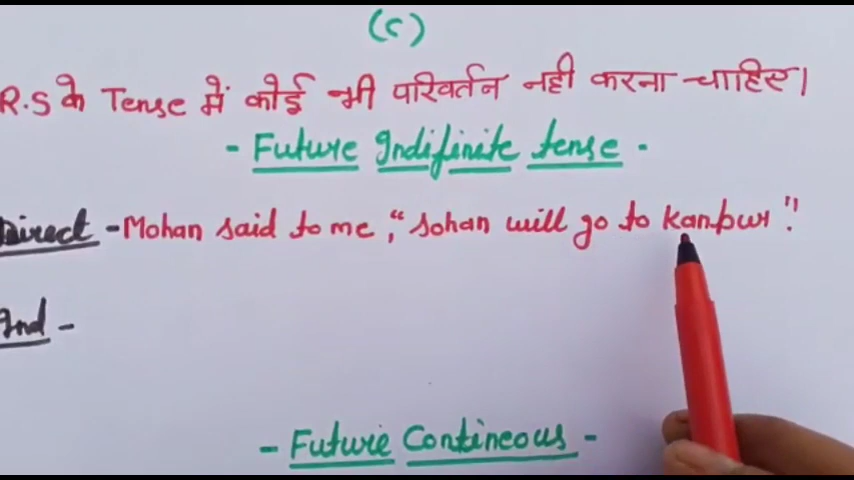 (c)
R.S के Tense में कोई भी परिवर्तन नही करना चाहिए।
- Future Indifinite tense -
Direct - Mohan said to me, "Sohan will go to Kanpur".
Ind -
- Future Contineous -